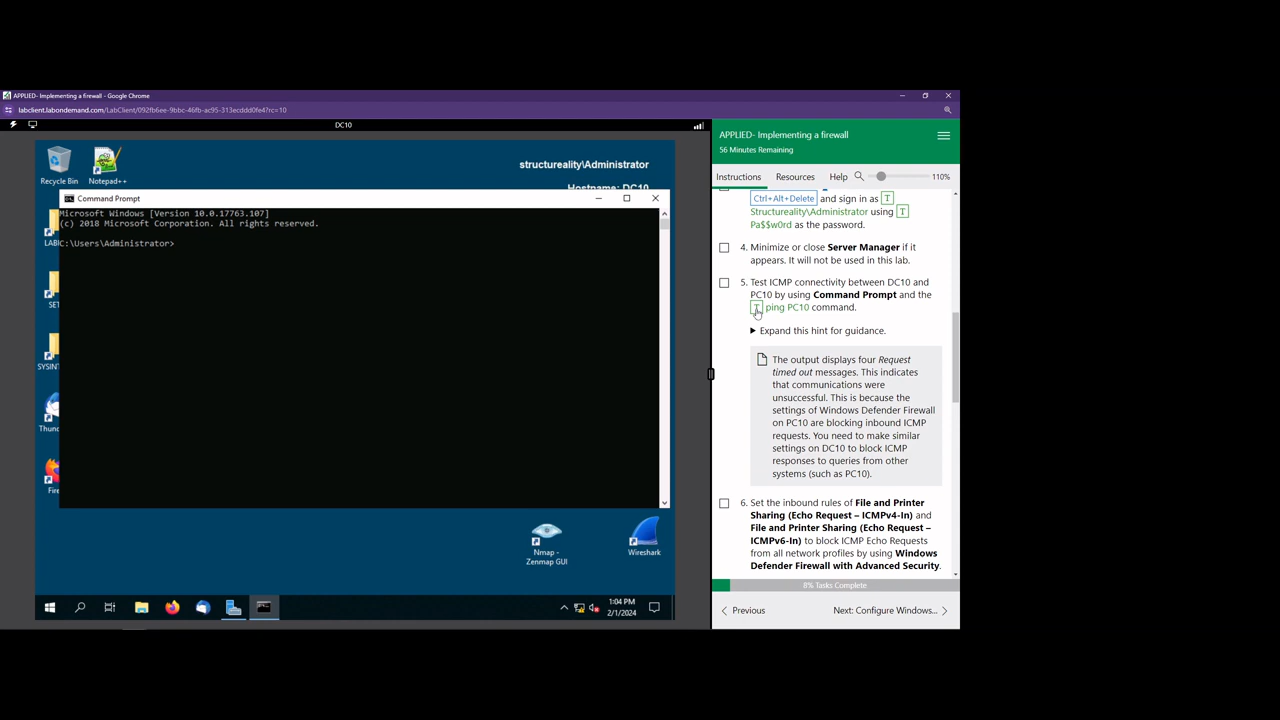 APPLIED- Implementing a firewall - Google Chrome
labclient.labondemand.com/LabClient/092fb6ee-9bbc-46fb-ac95-313ecddd0fe4?rc=10
DC10
APPLIED- Implementing a firewall
56 Minutes Remaining
Instructions
Resources
Help
110%
Recycle Bin
Notepad++
structureality\Administrator
Hostname: DC10
Command Prompt
Microsoft Windows [Version 10.0.17763.107]
(c) 2018 Microsoft Corporation. All rights reserved.
C:\Users\Administrator>
LAB
SET
SYSINT
Thund
Fire
Nmap -
Zenmap GUI
Wireshark
1:04 PM
2/1/2024
Ctrl+Alt+Delete and sign in as T
Structureality\Administrator using T
Pa$$w0rd as the password.
4. Minimize or close Server Manager if it
appears. It will not be used in this lab.
5. Test ICMP connectivity between DC10 and
PC10 by using Command Prompt and the
T ping PC10 command.
Expand this hint for guidance.
The output displays four Request
timed out messages. This indicates
that communications were
unsuccessful. This is because the
settings of Windows Defender Firewall
on PC10 are blocking inbound ICMP
requests. You need to make similar
settings on DC10 to block ICMP
responses to queries from other
systems (such as PC10).
6. Set the inbound rules of File and Printer
Sharing (Echo Request – ICMPv4-In) and
File and Printer Sharing (Echo Request –
ICMPv6-In) to block ICMP Echo Requests
from all network profiles by using Windows
Defender Firewall with Advanced Security.
8% Tasks Complete
Previous
Next: Configure Windows...